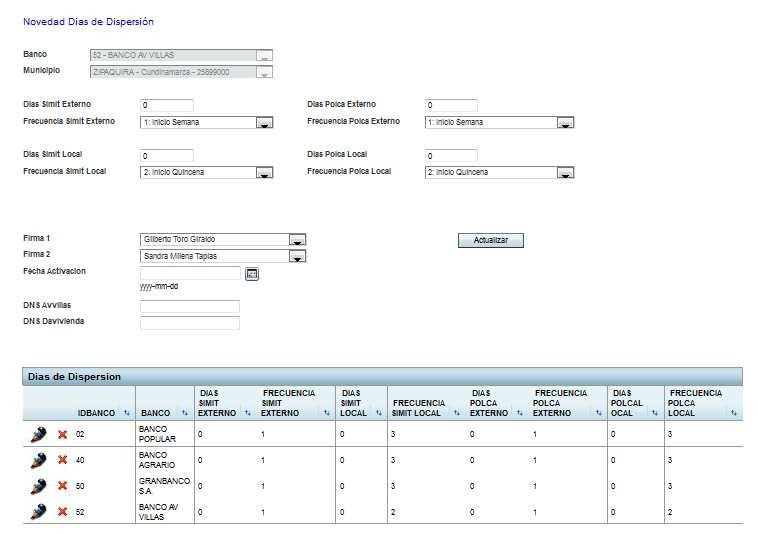 Novedad Dias de Dispersión
Banco 52 - BANCO AV VILLAS
Municipio ZIPAQUIRA - Cundinamarca - 25899000
Dias Simit Externo 0 Dias Polca Externo 0
Frecuencia Simit Externo 1: Inicio Semana Frecuencia Polca Externo 1: Inicio Semana
Dias Simit Local 0 Dias Polca Local 0
Frecuencia Simit Local 2: Inicio Quincena Frecuencia Polca Local 2: Inicio Quincena
Firma 1 Gilberto Toro Giraldo Actualizar
Firma 2 Sandra Milena Tapias
Fecha Activacion
yyyy-mm-dd
DNS Avvillas
DNS Davivienda
Dias de Dispersion
IDBANCO BANCO DIAS SIMIT EXTERNO FRECUENCIA SIMIT EXTERNO DIAS SIMIT LOCAL FRECUENCIA SIMIT LOCAL DIAS POLCA EXTERNO FRECUENCIA POLCA EXTERNO DIAS POLCAL OCAL FRECUENCIA POLCA LOCAL
02 BANCO POPULAR 0 1 0 3 0 1 0 3
40 BANCO AGRARIO 0 1 0 3 0 1 0 3
50 GRANBANCO S.A. 0 1 0 3 0 1 0 3
52 BANCO AV VILLAS 0 1 0 2 0 1 0 2